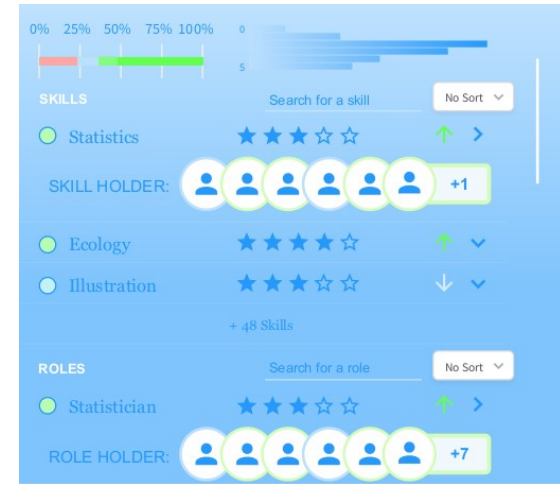 0% 25% 50% 75% 100%
0
5
SKILLS Search for a skill No Sort
Statistics
SKILL HOLDER: +1
Ecology
Illustration
+ 48 Skills
ROLES Search for a role No Sort
Statistician
ROLE HOLDER: +7